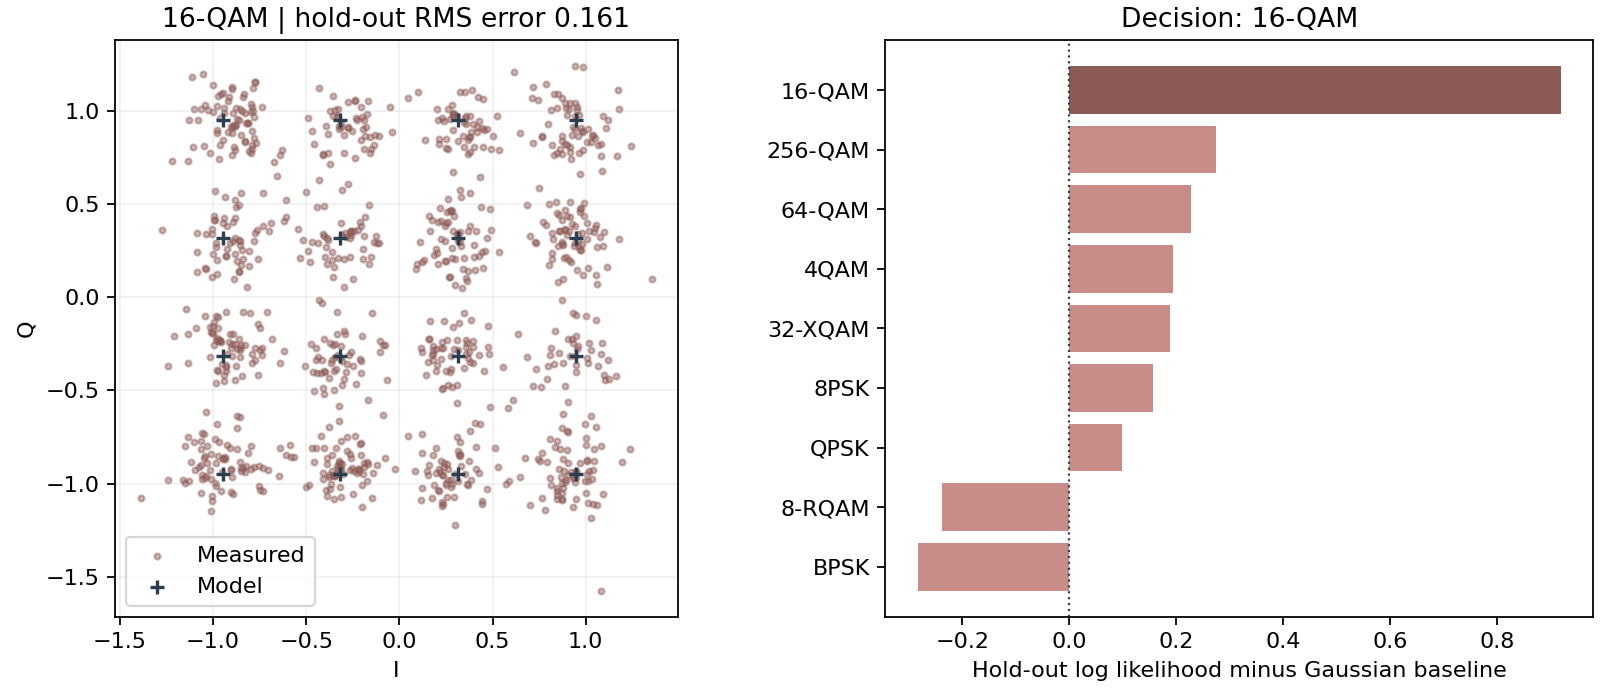 16-QAM | hold-out RMS error 0.161
1.0
0.5
0.0
−0.5
−1.0
−1.5
Q
Measured
Model
−1.5
−1.0
−0.5
0.0
0.5
1.0
I
Decision: 16-QAM
16-QAM
256-QAM
64-QAM
4QAM
32-XQAM
8PSK
QPSK
8-RQAM
BPSK
−0.2
0.0
0.2
0.4
0.6
0.8
Hold-out log likelihood minus Gaussian baseline